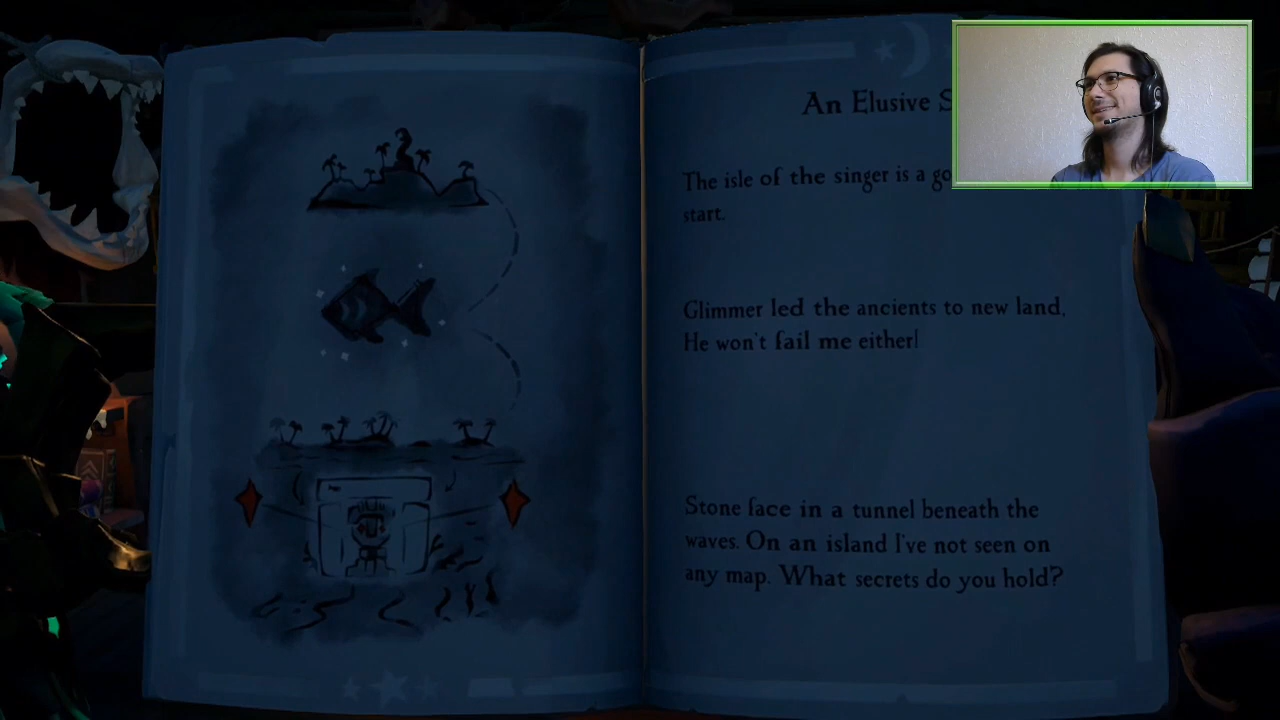 An Elusive
The isle of the singer is a
start.
Glimmer led the ancients to new land,
He won't fail me either!
Stone face in a tunnel beneath the
waves. On an island I've not seen on
any map. What secrets do you hold?